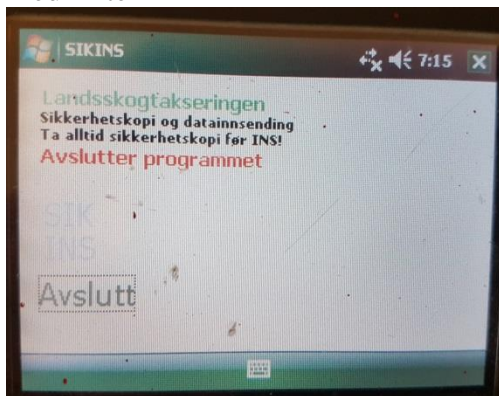 SIKINS
7:15
Landsskogtakseringen
Sikkerhetskopi og datainnsending
Ta alltid sikkerhetskopi før INS!
Avslutter programmet
SIK
INS
Avslutt